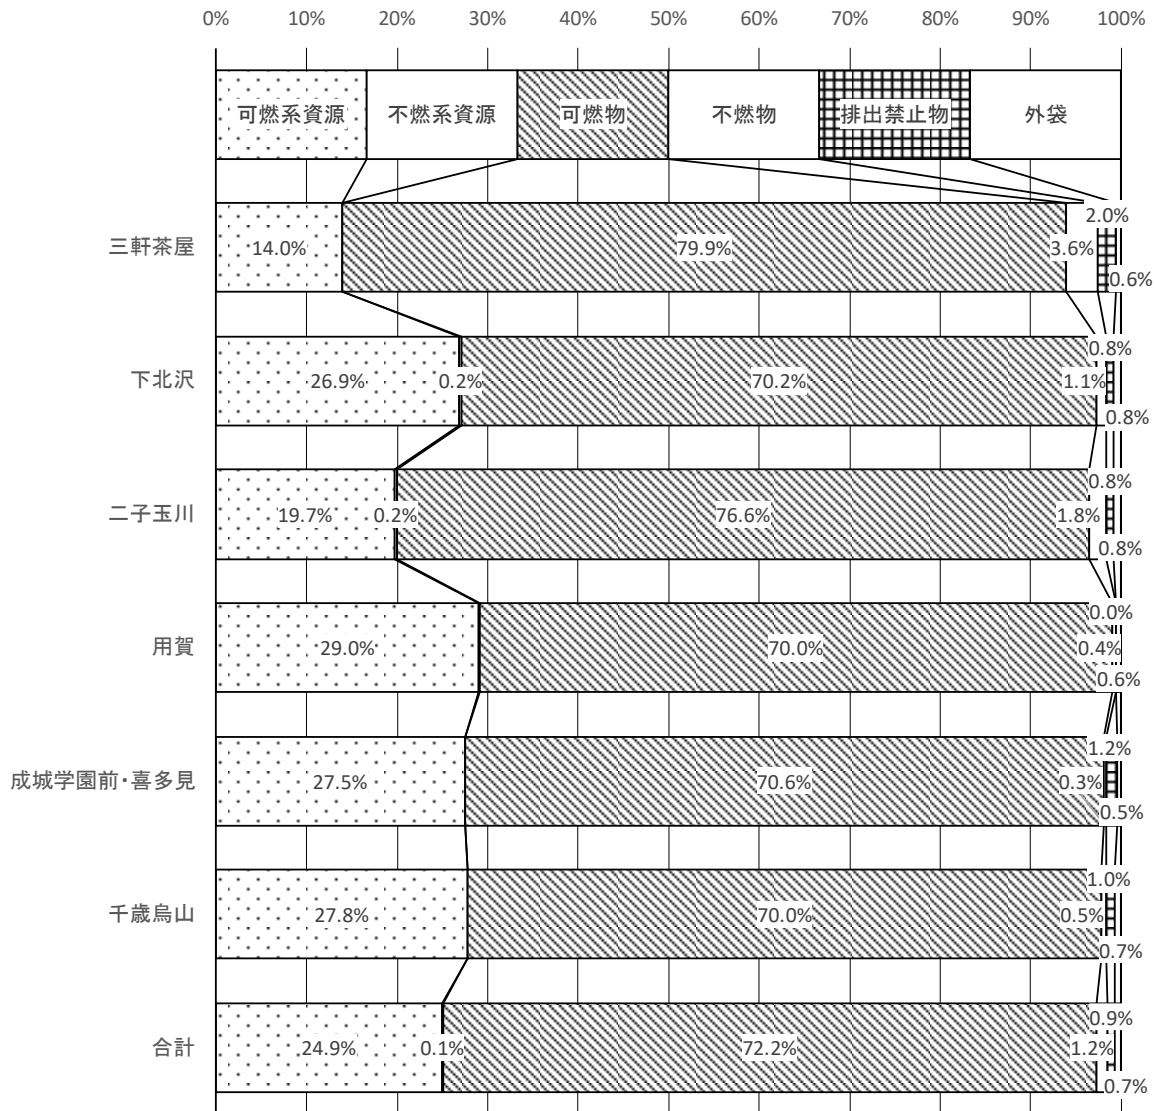 0% 10% 20% 30% 40% 50% 60% 70% 80% 90% 100%
可燃系資源 不燃系資源 可燃物 不燃物 排出禁止物 外袋
2.0%
三軒茶屋 14.0% 79.9% 3.6%
0.6%
0.8%
下北沢 26.9% 0.2% 70.2% 1.1%
0.8%
0.8%
二子玉川 19.7% 0.2% 76.6% 1.8%
0.8%
0.0%
用賀 29.0% 70.0% 0.4%
0.6%
1.2%
成城学園前・喜多見 27.5% 70.6% 0.3%
0.5%
1.0%
千歳烏山 27.8% 70.0% 0.5%
0.7%
0.9%
合計 24.9% 0.1% 72.2% 1.2%
0.7%